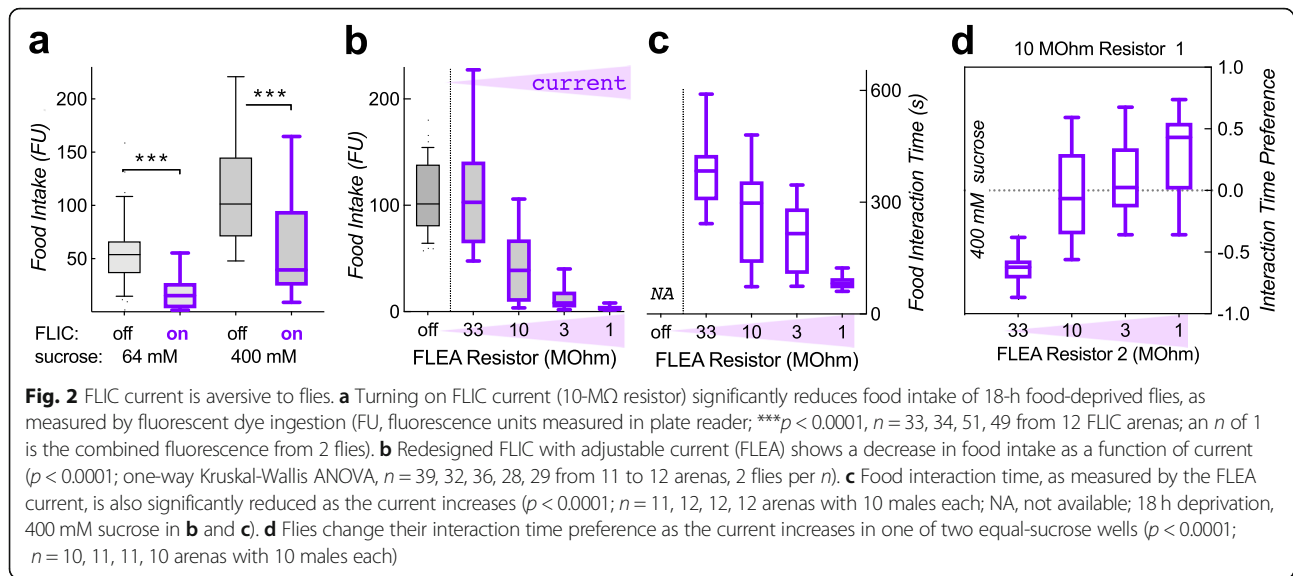 a
Food Intake (FU)
200
150
100
50
***
***
FLIC: off on off on
sucrose: 64 mM 400 mM
b
Food Intake (FU)
200
100
0
current
off 33 10 3 1
FLEA Resistor (MOhm)
c
600
300
0
Food Interaction Time (s)
NA
off 33 10 3 1
FLEA Resistor (MOhm)
d
10 MOhm Resistor 1
400 mM sucrose
1.0
0.5
0.0
-0.5
-1.0
Interaction Time Preference
33 10 3 1
FLEA Resistor 2 (MOhm)
Fig. 2 FLIC current is aversive to flies. a Turning on FLIC current (10-MΩ resistor) significantly reduces food intake of 18-h food-deprived flies, as
measured by fluorescent dye ingestion (FU, fluorescence units measured in plate reader; ***p < 0.0001, n = 33, 34, 51, 49 from 12 FLIC arenas; an n of 1
is the combined fluorescence from 2 flies). b Redesigned FLIC with adjustable current (FLEA) shows a decrease in food intake as a function of current
(p < 0.0001; one-way Kruskal-Wallis ANOVA, n = 39, 32, 36, 28, 29 from 11 to 12 arenas, 2 flies per n). c Food interaction time, as measured by the FLEA
current, is also significantly reduced as the current increases (p < 0.0001; n = 11, 12, 12, 12 arenas with 10 males each; NA, not available; 18 h deprivation,
400 mM sucrose in b and c). d Flies change their interaction time preference as the current increases in one of two equal-sucrose wells (p < 0.0001;
n = 10, 11, 11, 10 arenas with 10 males each)